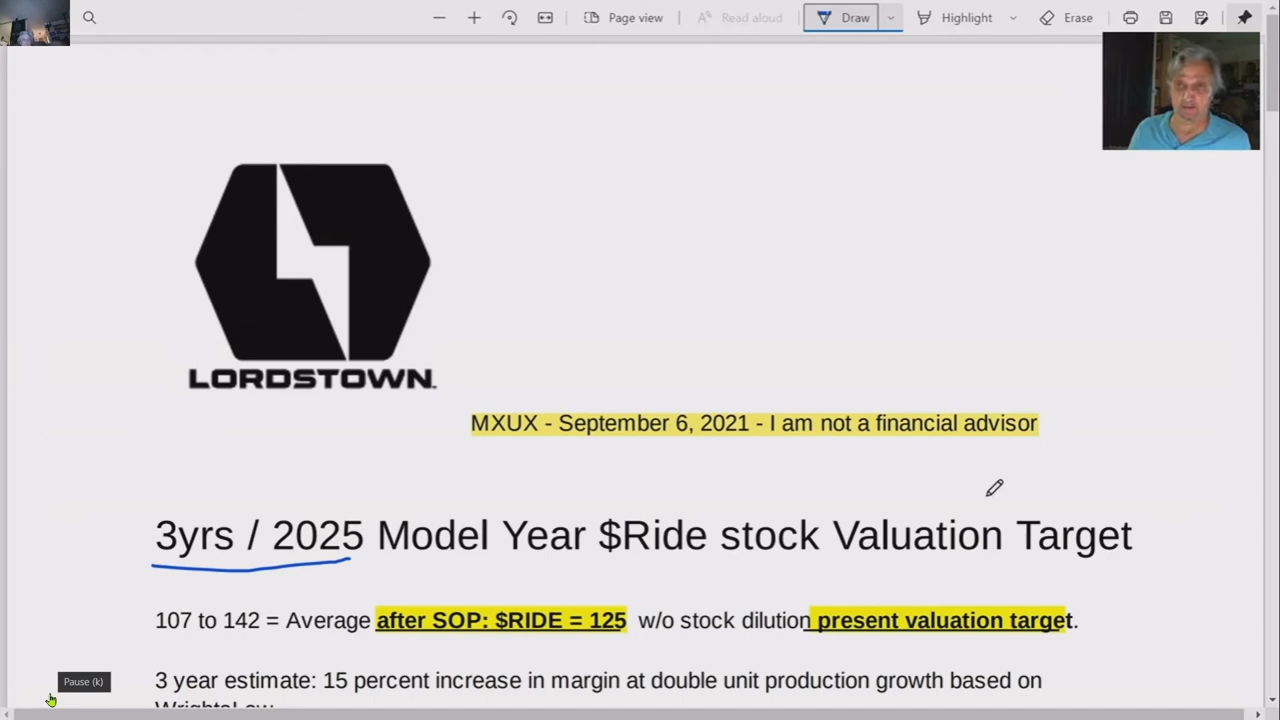 Page view
Read aloud
Draw
Highlight
Erase
LORDSTOWN
MXUX - September 6, 2021 - I am not a financial advisor
3yrs / 2025 Model Year $Ride stock Valuation Target
107 to 142 = Average after SOP: $RIDE = 125 w/o stock dilution present valuation target.
Pause (k)
3 year estimate: 15 percent increase in margin at double unit production growth based on